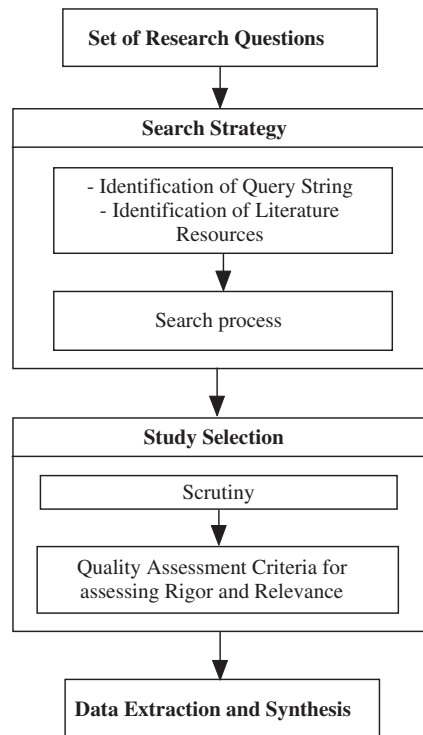 Set of Research Questions
Search Strategy
- Identification of Query String
- Identification of Literature
Resources
Search process
Study Selection
Scrutiny
Quality Assessment Criteria for
assessing Rigor and Relevance
Data Extraction and Synthesis